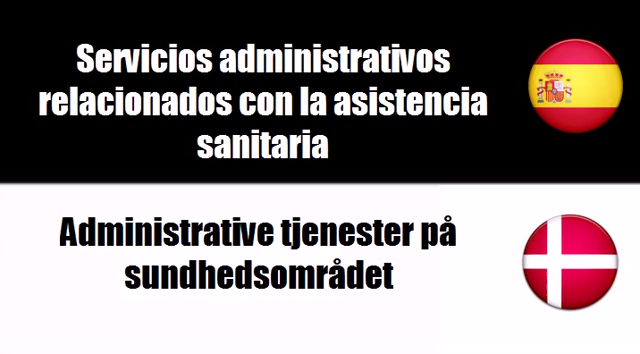 Servicios administrativos
relacionados con la asistencia
sanitaria
Administrative tjenester på
sundhedsområdet